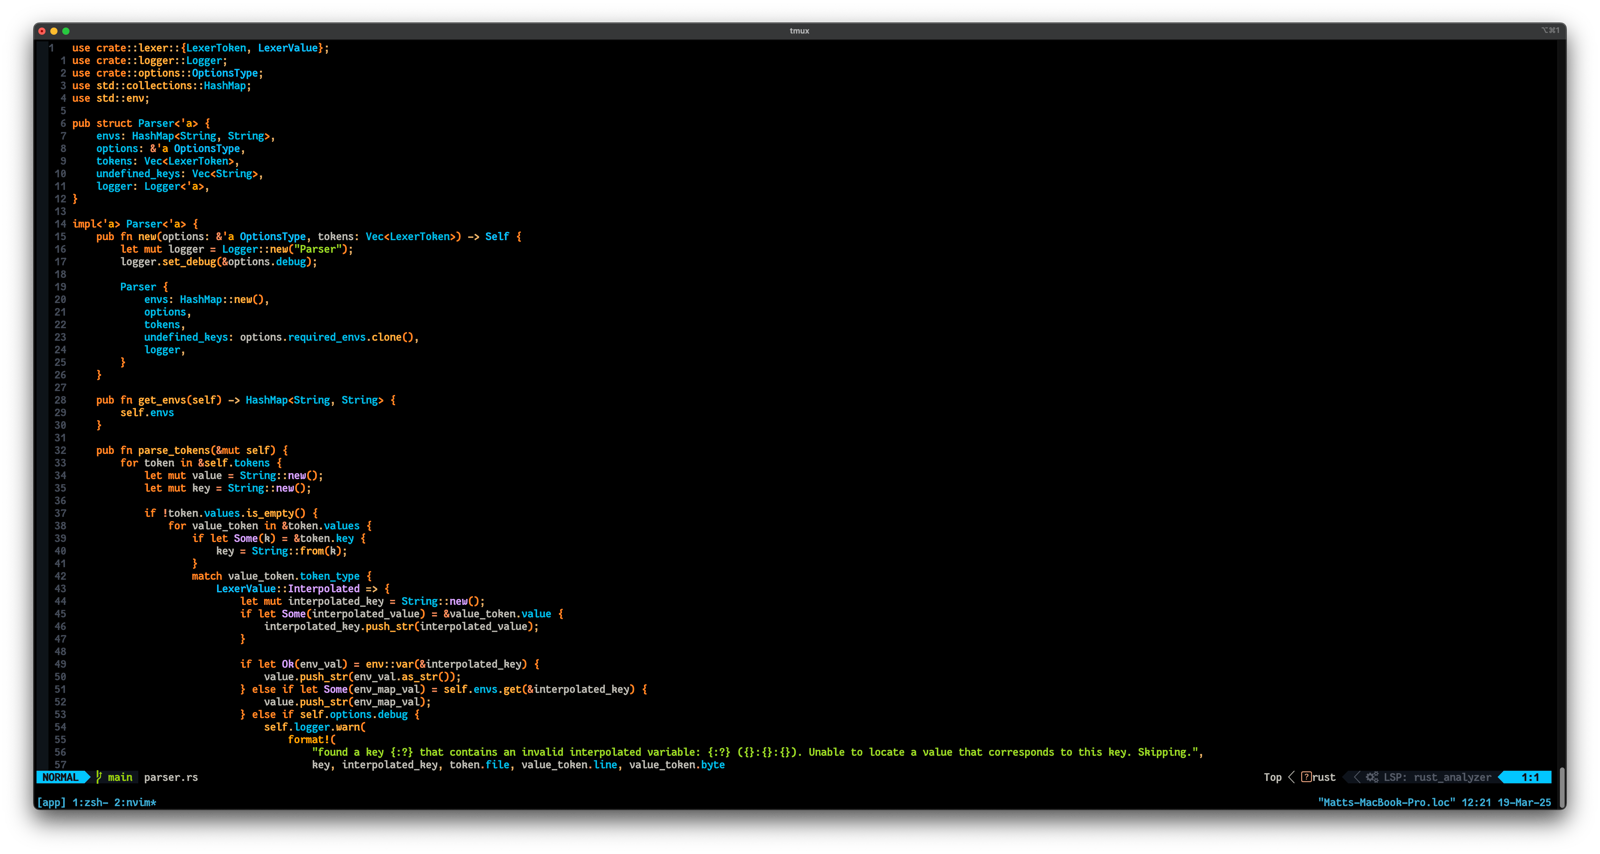 tmux
⌥⌘1
1 use crate::lexer::{LexerToken, LexerValue};
1 use crate::logger::Logger;
2 use crate::options::OptionsType;
3 use std::collections::HashMap;
4 use std::env;
5
6 pub struct Parser<'a> {
7     envs: HashMap<String, String>,
8     options: &'a OptionsType,
9     tokens: Vec<LexerToken>,
10     undefined_keys: Vec<String>,
11     logger: Logger<'a>,
12 }
13
14 impl<'a> Parser<'a> {
15     pub fn new(options: &'a OptionsType, tokens: Vec<LexerToken>) -> Self {
16         let mut logger = Logger::new("Parser");
17         logger.set_debug(&options.debug);
18
19         Parser {
20             envs: HashMap::new(),
21             options,
22             tokens,
23             undefined_keys: options.required_envs.clone(),
24             logger,
25         }
26     }
27
28     pub fn get_envs(self) -> HashMap<String, String> {
29         self.envs
30     }
31
32     pub fn parse_tokens(&mut self) {
33         for token in &self.tokens {
34             let mut value = String::new();
35             let mut key = String::new();
36
37             if !token.values.is_empty() {
38                 for value_token in &token.values {
39                     if let Some(k) = &token.key {
40                         key = String::from(k);
41                     }
42                     match value_token.token_type {
43                         LexerValue::Interpolated => {
44                             let mut interpolated_key = String::new();
45                             if let Some(interpolated_value) = &value_token.value {
46                                 interpolated_key.push_str(interpolated_value);
47                             }
48
49                             if let Ok(env_val) = env::var(&interpolated_key) {
50                                 value.push_str(env_val.as_str());
51                             } else if let Some(env_map_val) = self.envs.get(&interpolated_key) {
52                                 value.push_str(env_map_val);
53                             } else if self.options.debug {
54                                 self.logger.warn(
55                                     format!(
56                                         "found a key {:?} that contains an invalid interpolated variable: {:?} ({}:{}:{}). Unable to locate a value that corresponds to this key. Skipping.",
57                                         key, interpolated_key, token.file, value_token.line, value_token.byte
NORMAL main parser.rs Top rust LSP: rust_analyzer 1:1
[app] 1:zsh- 2:nvim* "Matts-MacBook-Pro.loc" 12:21 19-Mar-25